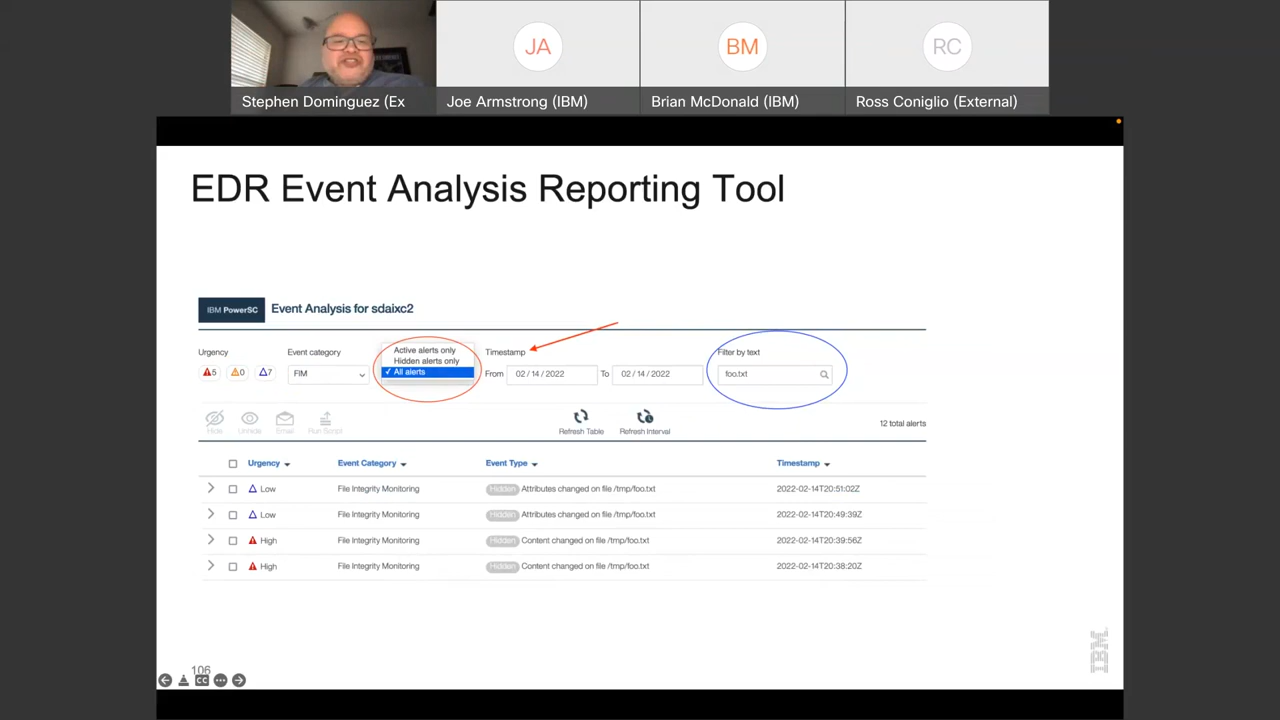 JA
BM
RC
Stephen Dominguez (Ex
Joe Armstrong (IBM)
Brian McDonald (IBM)
Ross Coniglio (External)
EDR Event Analysis Reporting Tool
IBM PowerSC
Event Analysis for sdaixc2
Urgency
Event category
Active alerts only
Hidden alerts only
✓ All alerts
Timestamp
Filter by text
5
0
7
FIM
From
02 / 14 / 2022
To
02 / 14 / 2022
foo.txt
Hide
Unhide
Email
Run Script
Refresh Table
Refresh Interval
12 total alerts
Urgency
Event Category
Event Type
Timestamp
Low File Integrity Monitoring Hidden Attributes changed on file /tmp/foo.txt 2022-02-14T20:51:02Z
Low File Integrity Monitoring Hidden Attributes changed on file /tmp/foo.txt 2022-02-14T20:49:39Z
High File Integrity Monitoring Hidden Content changed on file /tmp/foo.txt 2022-02-14T20:39:56Z
High File Integrity Monitoring Hidden Content changed on file /tmp/foo.txt 2022-02-14T20:38:20Z
106
CC
IBM